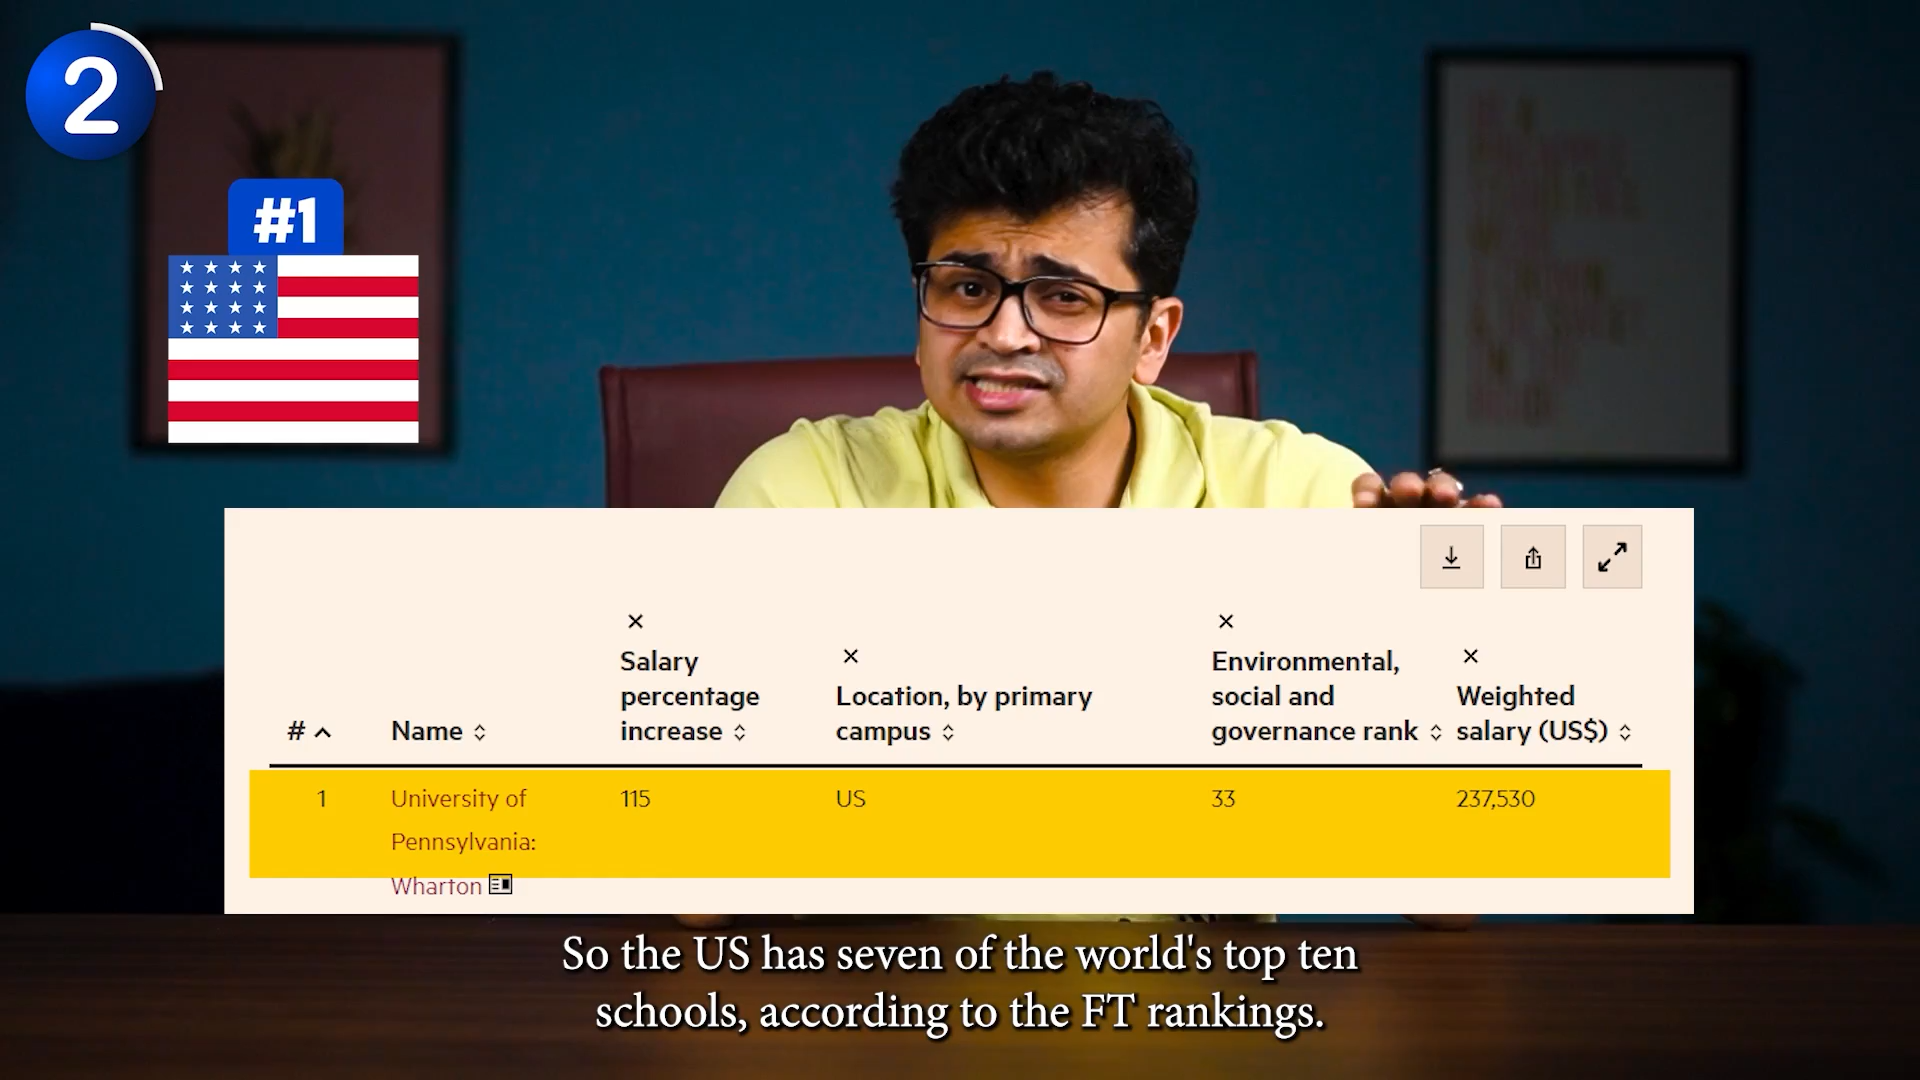 2
#1
Salary
percentage
increase
Location, by primary
campus
Environmental,
social and
governance rank
Weighted
salary (US$)
#
Name
1
University of
Pennsylvania:
Wharton
115
US
33
237,530
So the US has seven of the world's top ten
schools, according to the FT rankings.